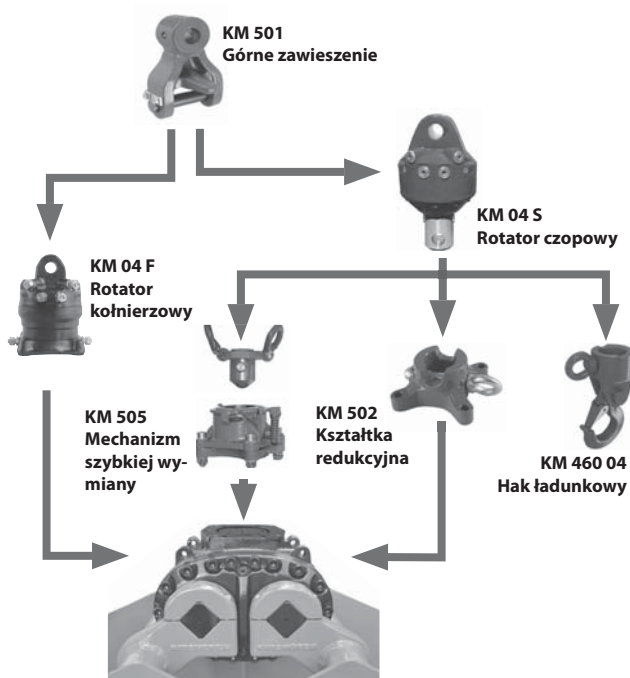 KM 501
Górne zawieszenie
KM 04 S
Rotator czopowy
KM 04 F
Rotator
kołnierzowy
KM 505
Mechanizm
szybkiej wy-
miany
KM 502
Kształtka
redukcyjna
KM 460 04
Hak ładunkowy